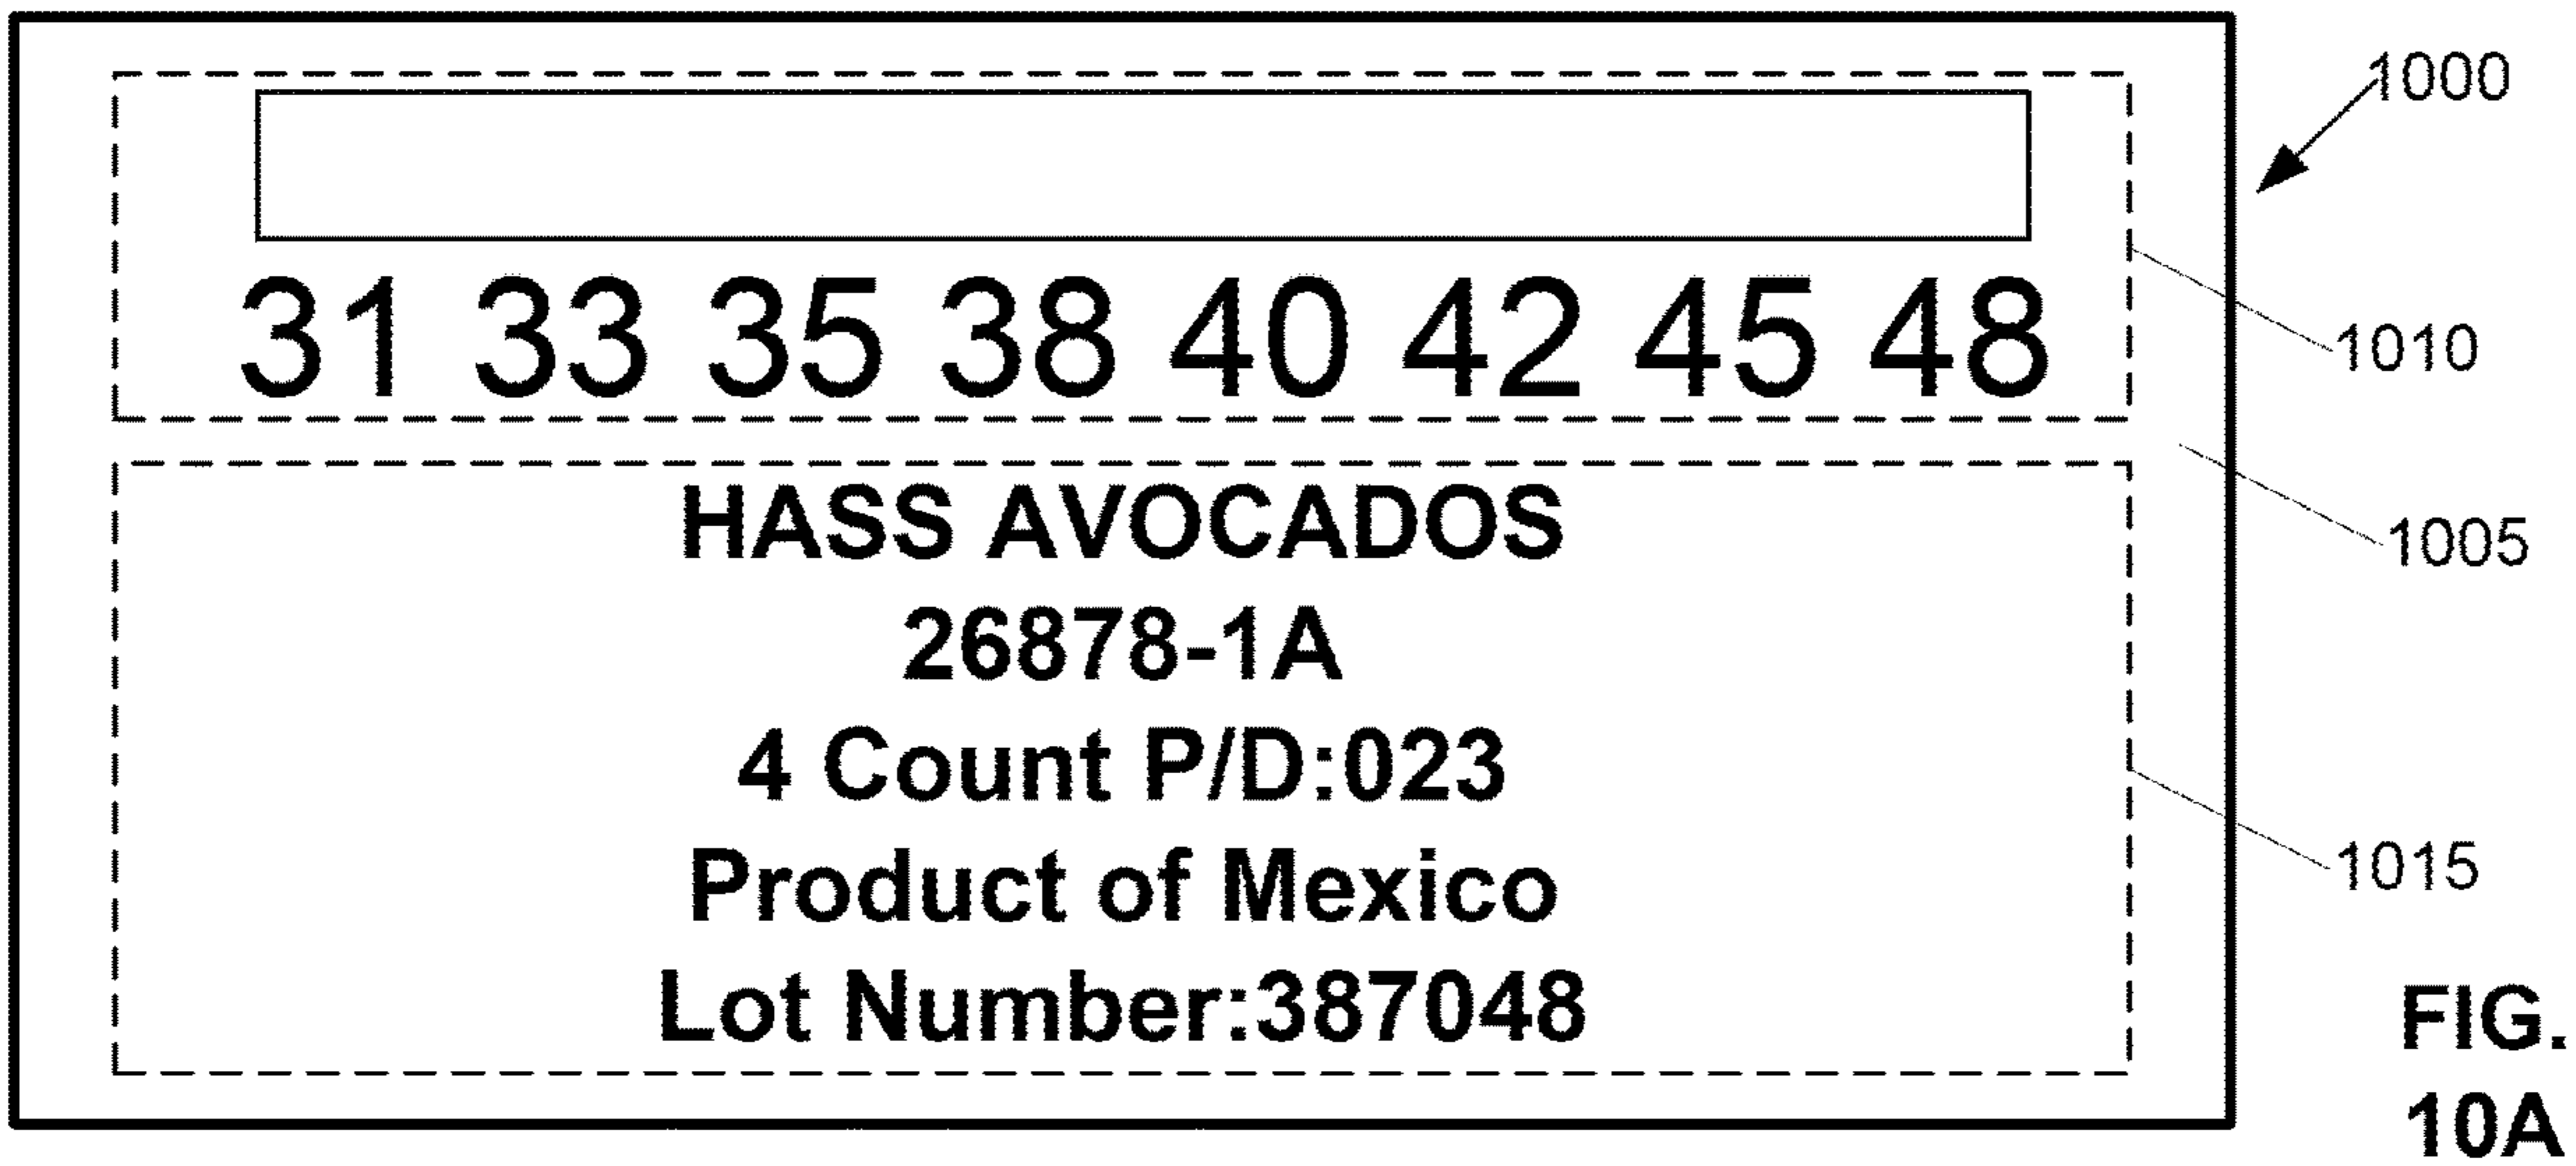 1000
31 33 35 38 40 42 45 48
1010
HASS AVOCADOS
1005
26878-1A
4 Count P/D:023
Product of Mexico
1015
Lot Number:387048
FIG.
10A